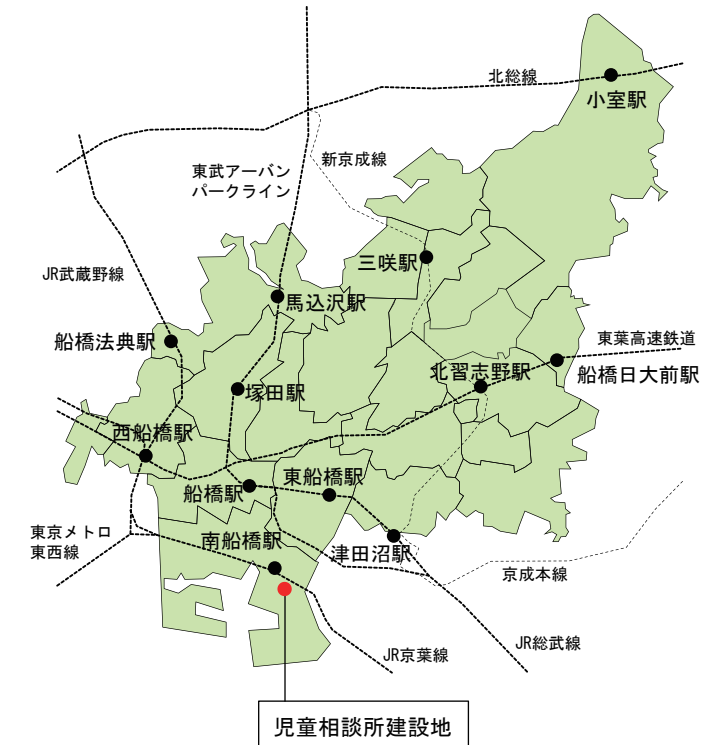 北総線
小室駅
新京成線
東武アーバン
パークライン
三咲駅
JR武蔵野線
馬込沢駅
船橋法典駅
東葉高速鉄道
北習志野駅
船橋日大前駅
塚田駅
西船橋駅
東船橋駅
船橋駅
東京メトロ
東西線
南船橋駅
津田沼駅
京成本線
JR総武線
JR京葉線
児童相談所建設地